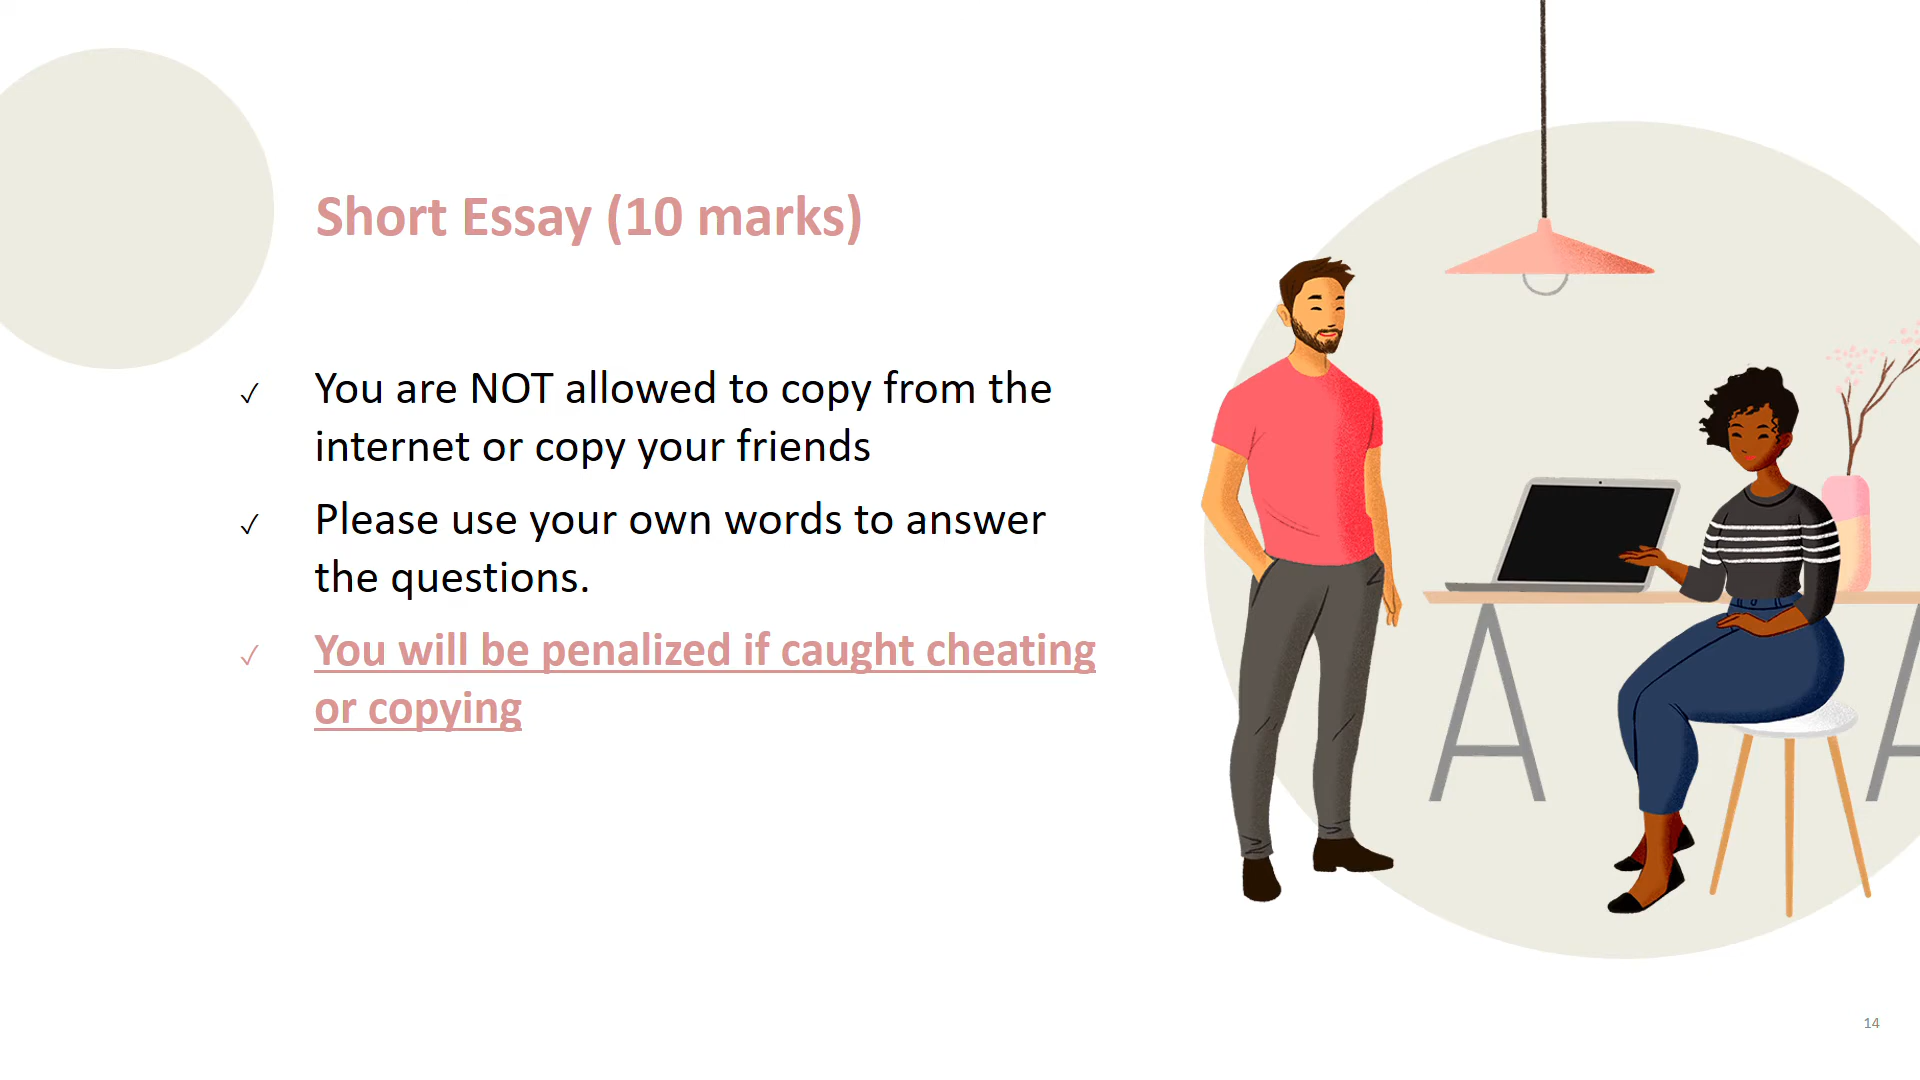 Short Essay (10 marks)
✓ You are NOT allowed to copy from the
internet or copy your friends
✓ Please use your own words to answer
the questions.
✓ You will be penalized if caught cheating
or copying
14